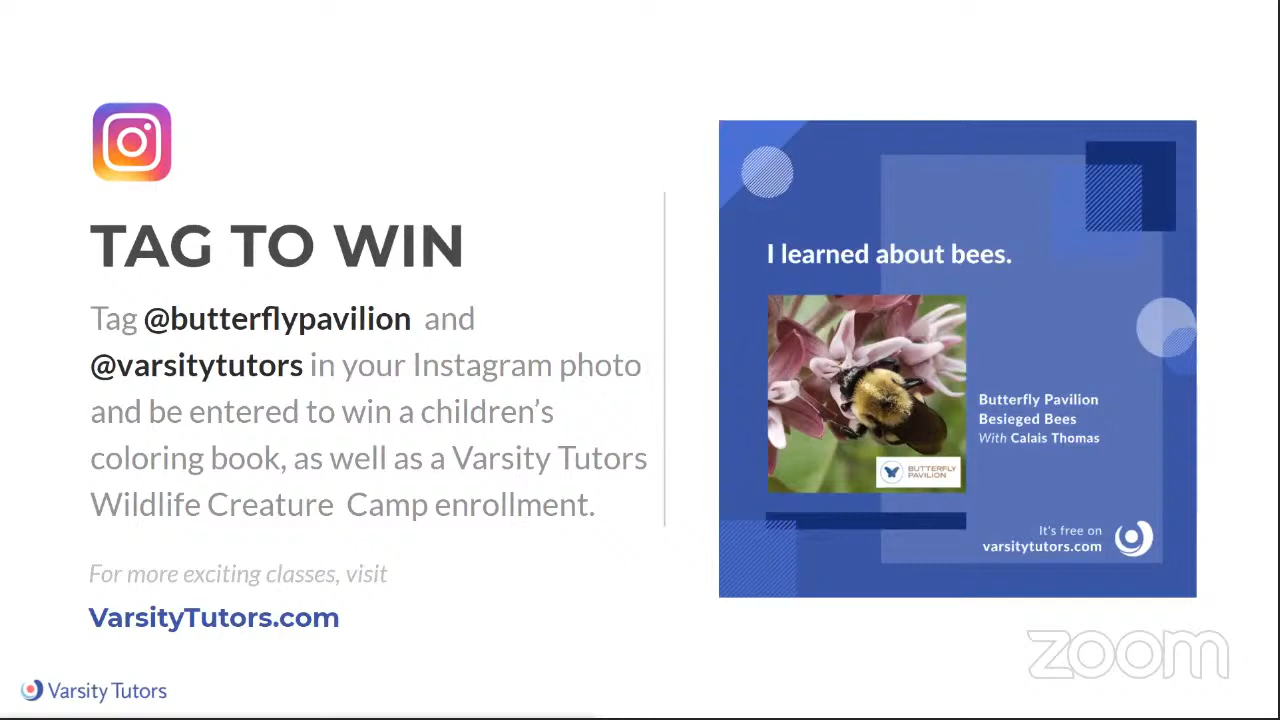 TAG TO WIN
Tag @butterflypavilion and
@varsitytutors in your Instagram photo
and be entered to win a children's
coloring book, as well as a Varsity Tutors
Wildlife Creature Camp enrollment.
For more exciting classes, visit
VarsityTutors.com
Varsity Tutors
I learned about bees.
BUTTERFLY
PAVILION
Butterfly Pavilion
Besieged Bees
With Calais Thomas
It's free on
varsitytutors.com
zoom